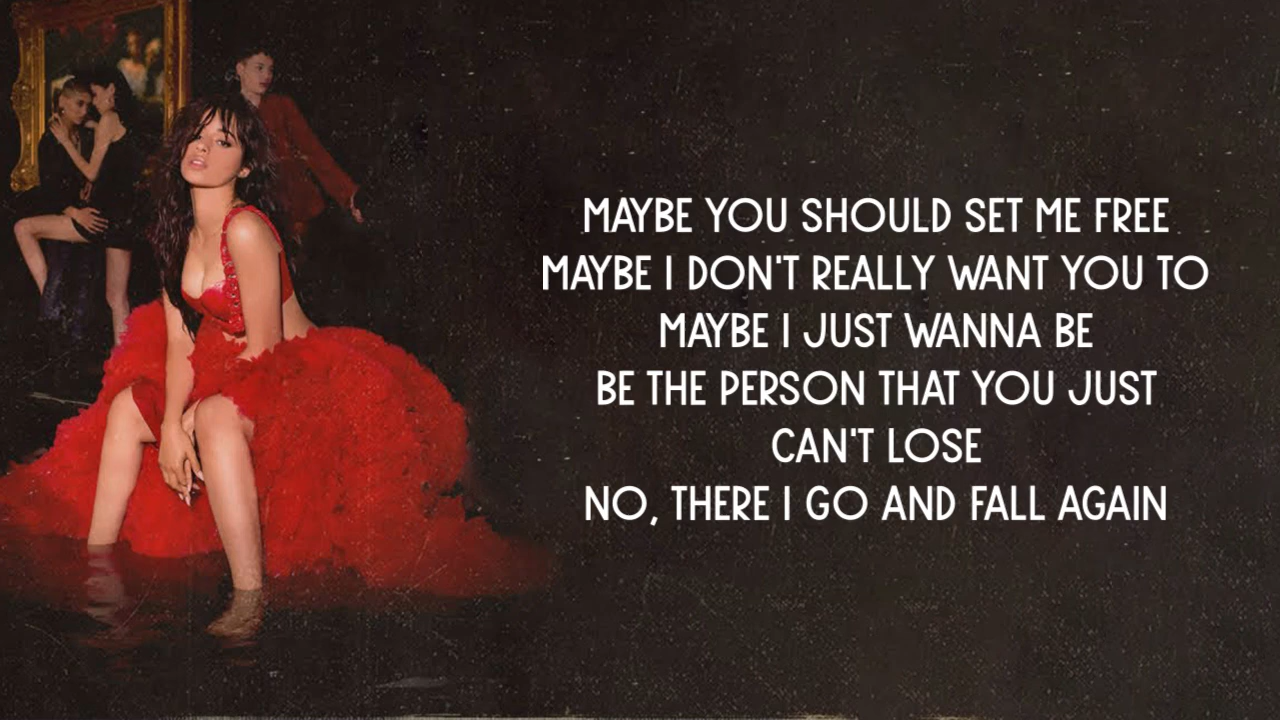 MAYBE YOU SHOULD SET ME FREE
MAYBE I DON'T REALLY WANT YOU TO
MAYBE I JUST WANNA BE
BE THE PERSON THAT YOU JUST
CAN'T LOSE
NO, THERE I GO AND FALL AGAIN